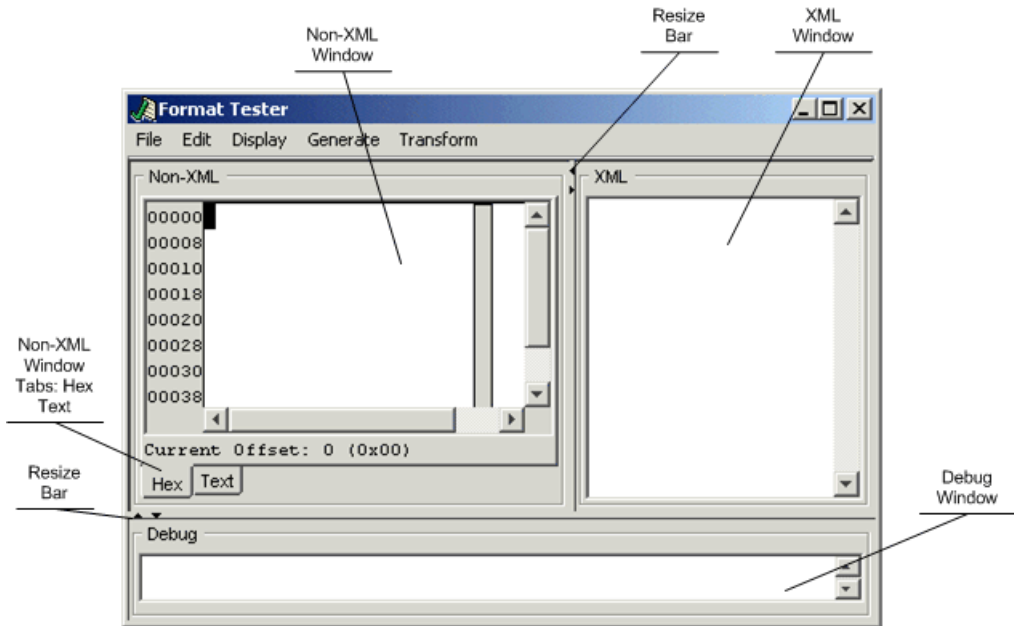 Non-XML
Window
Resize
Bar
XML
Window
Format Tester
File Edit Display Generate Transform
Non-XML
XML
00000
00008
00010
00018
00020
00028
00030
00038
Current Offset: 0 (0x00)
Hex Text
Non-XML
Window
Tabs: Hex
Text
Resize
Bar
Debug
Window
Debug